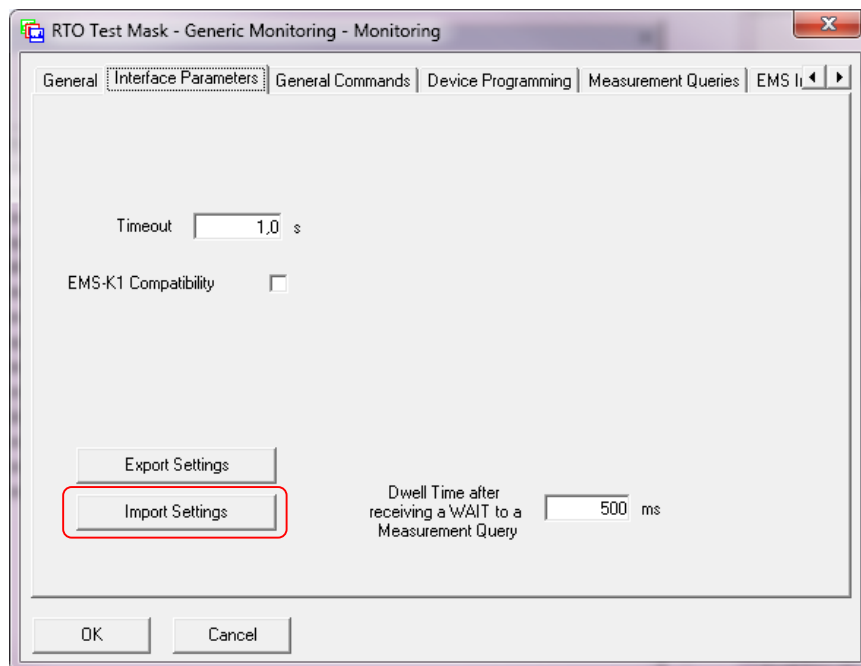 RTO Test Mask - Generic Monitoring - Monitoring
General Interface Parameters General Commands Device Programming Measurement Queries EMS
Timeout 1,0 s
EMS-K1 Compatibility
Export Settings
Import Settings
Dwell Time after
receiving a WAIT to a
Measurement Query
500 ms
OK Cancel